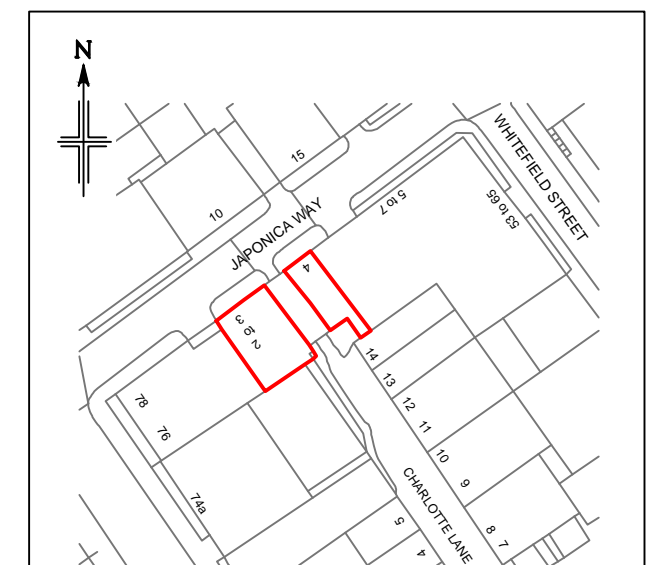 N
WHITEFIELD STREET
15
10
JAPONICA WAY
5 to 7
53 to 65
4
2 to 3
14
13
12
11
10
9
8
7
78
76
74a
CHARLOTTE LANE
5
4